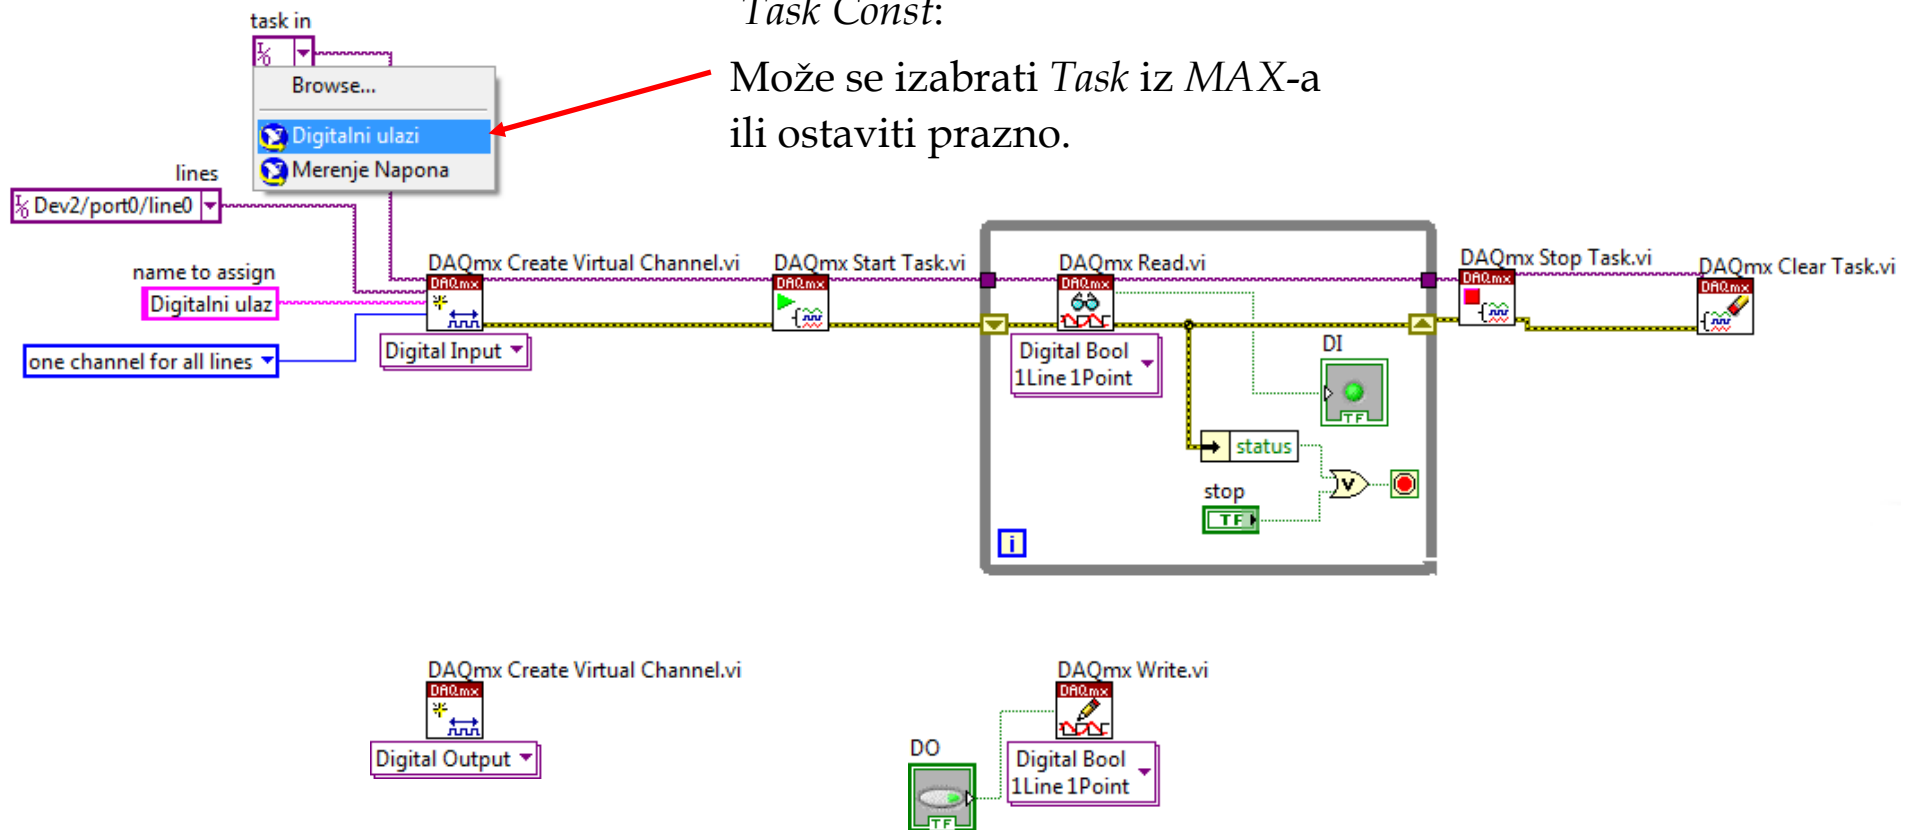 task in
Task Const:
Može se izabrati Task iz MAX-a
ili ostaviti prazno.
Browse...
Digitalni ulazi
Merenje Napona
lines
Dev2/port0/line0
name to assign
Digitalni ulaz
one channel for all lines
DAQmx Create Virtual Channel.vi
DAQmx
Digital Input
DAQmx Start Task.vi
DAQmx
DAQmx Read.vi
DAQmx
Digital Bool
1Line 1Point
DI
TF
status
stop
TF
i
DAQmx Stop Task.vi
DAQmx
DAQmx Clear Task.vi
DAQmx
DAQmx Create Virtual Channel.vi
DAQmx
Digital Output
DAQmx Write.vi
DAQmx
Digital Bool
1Line 1Point
DO
TF